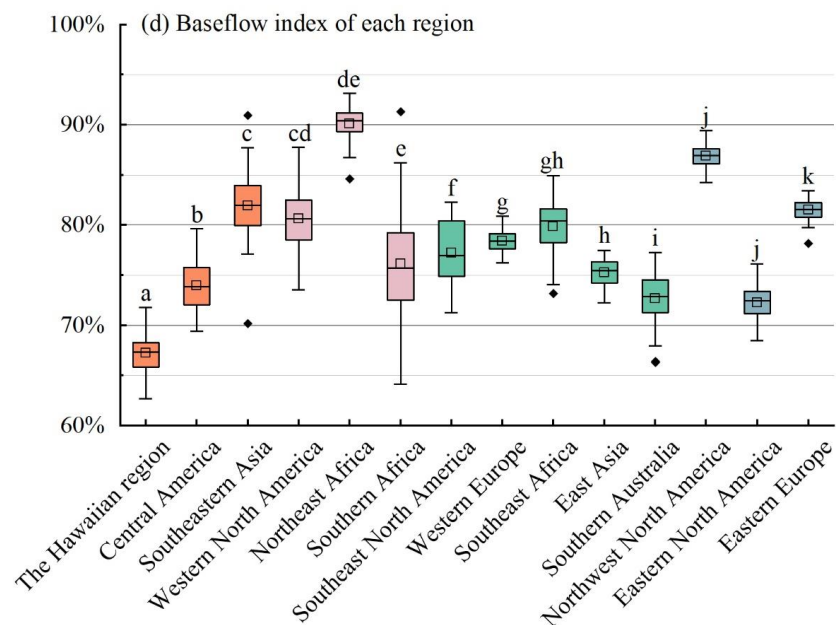 (d) Baseflow index of each region
100%
90%
80%
70%
60%
a
b
c
cd
de
e
f
g
gh
h
i
j
j
k
The Hawaiian region
Central America
Southeastern Asia
Western North America
Northeast Africa
Southern Africa
Southeast North America
Western Europe
Southeast Africa
East Asia
Southern Australia
Northwest North America
Eastern North America
Eastern Europe